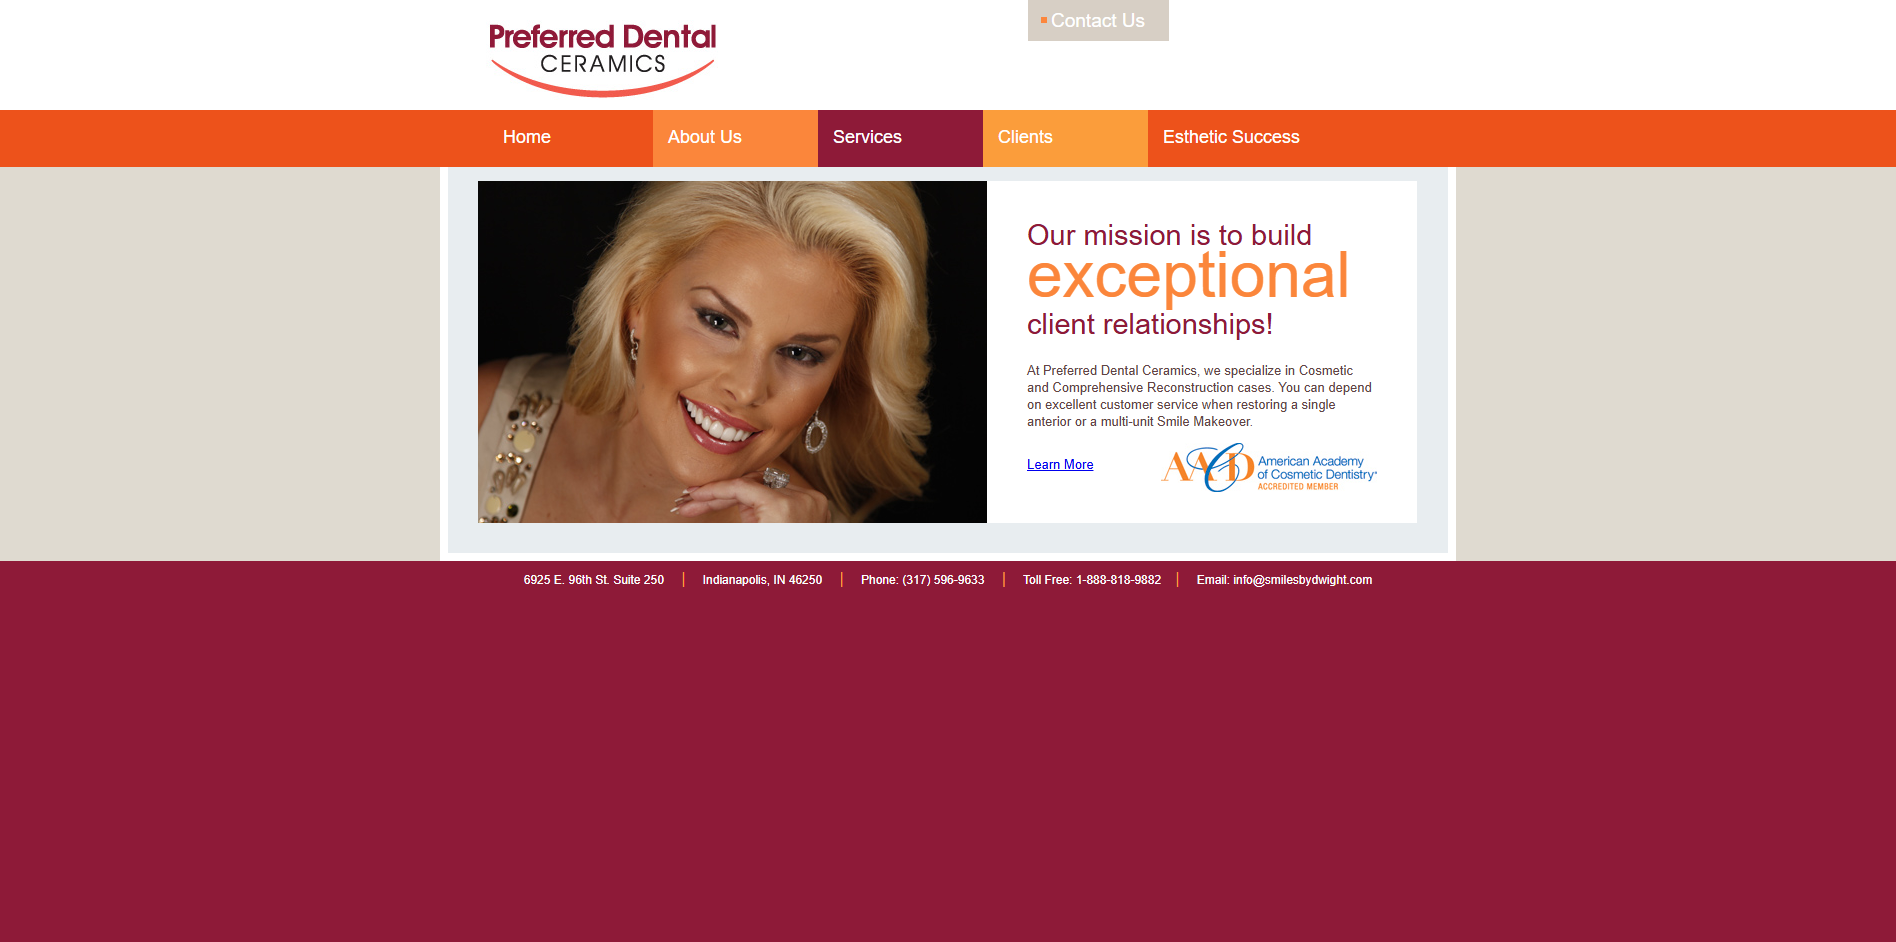 Preferred Dental
CERAMICS
Contact Us
Home
About Us
Services
Clients
Esthetic Success
Our mission is to build
exceptional
client relationships!
At Preferred Dental Ceramics, we specialize in Cosmetic
and Comprehensive Reconstruction cases. You can depend
on excellent customer service when restoring a single
anterior or a multi-unit Smile Makeover.
Learn More
AACD
American Academy
of Cosmetic Dentistry
ACCREDITED MEMBER
6925 E. 96th St. Suite 250 | Indianapolis, IN 46250 | Phone: (317) 596-9633 | Toll Free: 1-888-818-9882 | Email: info@smilesbydwight.com